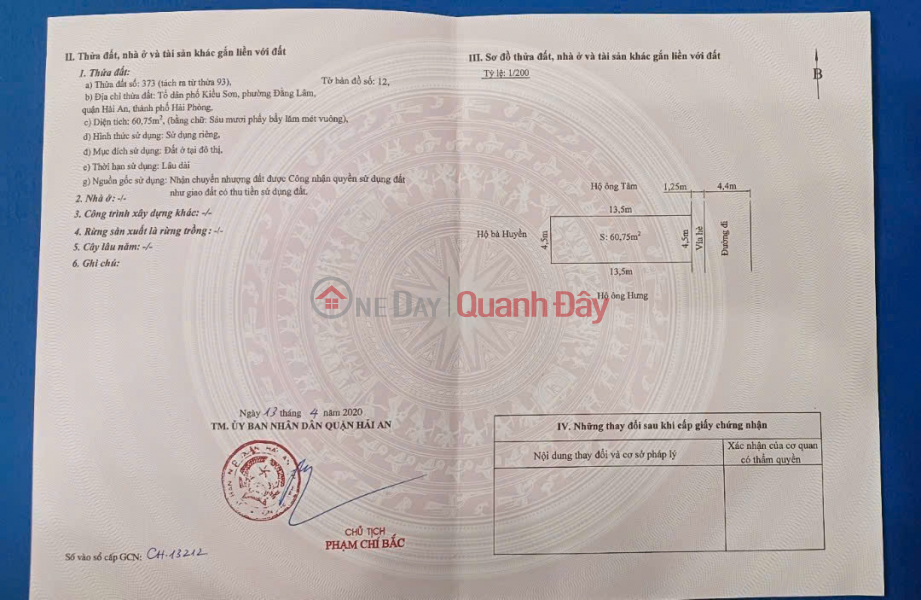 II. Thửa đất, nhà ở và tài sản khác gắn liền với đất
1. Thửa đất:
a) Thửa đất số: 373 (tách ra từ thửa 93), Tờ bản đồ số: 12,
b) Địa chỉ thửa đất: Tổ dân phố Kiều Sơn, phường Đằng Lâm,
quận Hải An, thành phố Hải Phòng,
c) Diện tích: 60,75m², (bằng chữ: Sáu mươi phẩy bẩy lăm mét vuông),
d) Hình thức sử dụng: Sử dụng riêng,
đ) Mục đích sử dụng: Đất ở tại đô thị,
e) Thời hạn sử dụng: Lâu dài
g) Nguồn gốc sử dụng: Nhận chuyển nhượng đất được Công nhận quyền sử dụng đất
như giao đất có thu tiền sử dụng đất.
2. Nhà ở: -/-
3. Công trình xây dựng khác: -/-
4. Rừng sản xuất là rừng trồng: -/-
5. Cây lâu năm: -/-
6. Ghi chú:
Ngày 13 tháng 4 năm 2020
TM. ỦY BAN NHÂN DÂN QUẬN HẢI AN
CHỦ TỊCH
PHẠM CHÍ BẮC
Số vào sổ cấp GCN: CH.13212
III. Sơ đồ thửa đất, nhà ở và tài sản khác gắn liền với đất
Tỷ lệ: 1/200
B
Hộ ông Tâm
1,25m
4,4m
13,5m
Hộ bà Huyền
4,5m
S: 60,75m²
4,5m
Vỉa hè
Đường đi
13,5m
Hộ ông Hưng
ONEDAY
Quanh Đây
IV. Những thay đổi sau khi cấp giấy chứng nhận
Nội dung thay đổi và cơ sở pháp lý
Xác nhận của cơ quan
có thẩm quyền